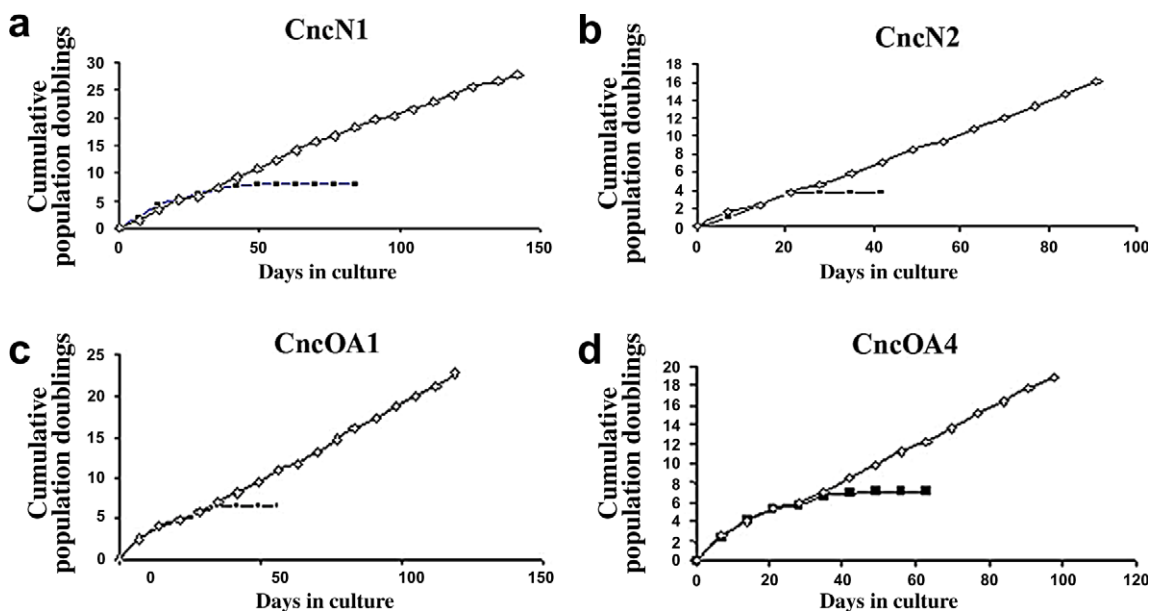 a
CncN1
Cumulative
population doublings
30
25
20
15
10
5
0
0 50 100 150
Days in culture
b
CncN2
Cumulative
population doublings
18
16
14
12
10
8
6
4
2
0
0 20 40 60 80 100
Days in culture
c
CncOA1
Cumulative
population doublings
25
20
15
10
5
0
0 50 100 150
Days in culture
d
CncOA4
Cumulative
population doublings
20
18
16
14
12
10
8
6
4
2
0
0 20 40 60 80 100 120
Days in culture